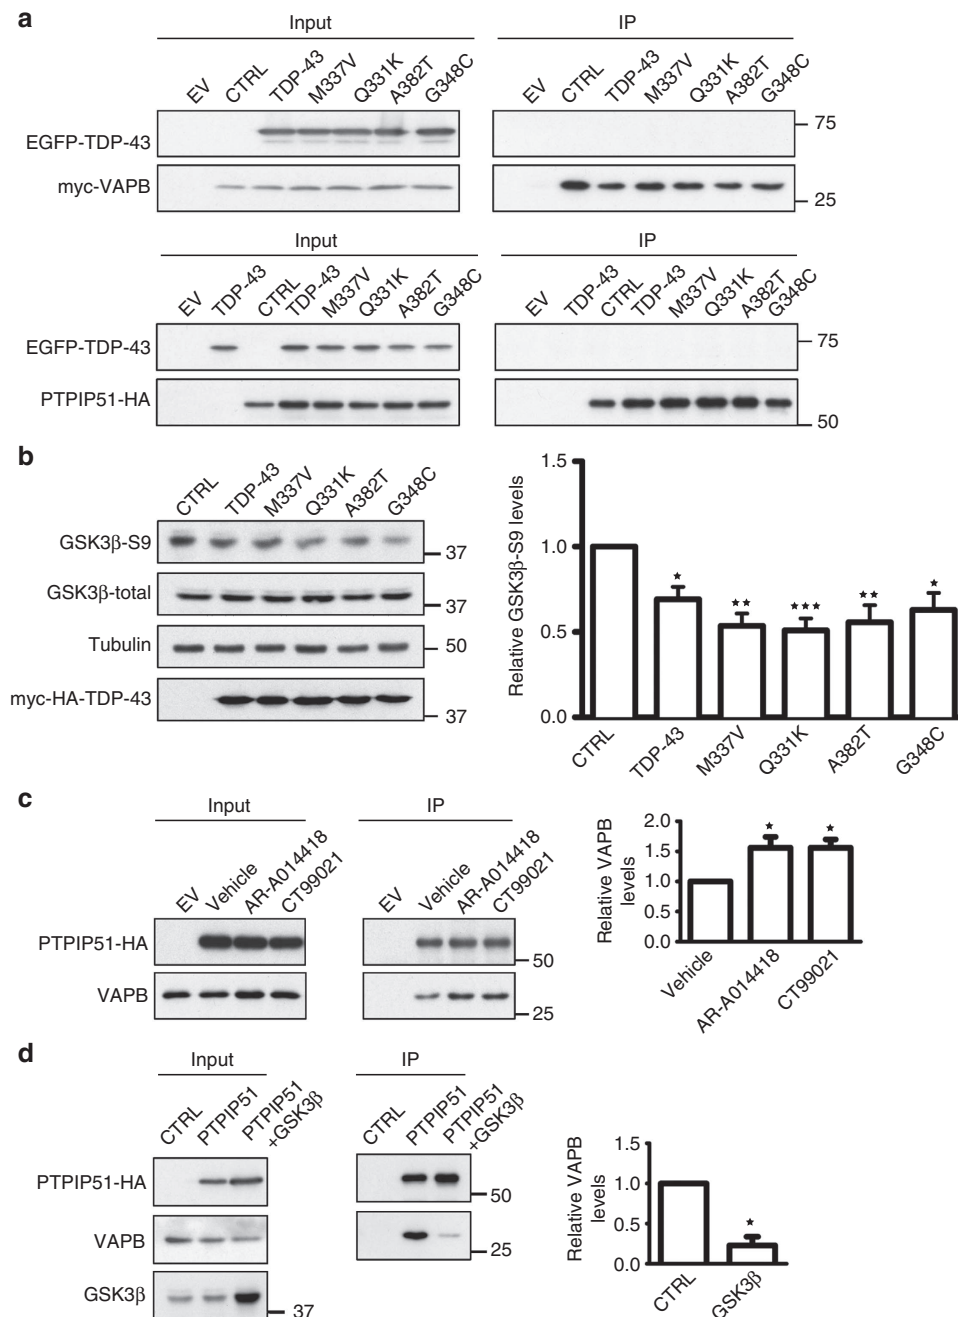 a
Input
IP
EV CTRL TDP-43 M337V Q331K A382T G348C
EV CTRL TDP-43 M337V Q331K A382T G348C
EGFP-TDP-43
75
myc-VAPB
25
Input
IP
EV TDP-43 CTRL TDP-43 M337V Q331K A382T G348C
EV TDP-43 CTRL TDP-43 M337V Q331K A382T G348C
EGFP-TDP-43
75
PTPIP51-HA
50
b
CTRL TDP-43 M337V Q331K A382T G348C
GSK3β-S9
37
GSK3β-total
37
Tubulin
50
myc-HA-TDP-43
37
Relative GSK3β-S9 levels
1.5
1.0
0.5
0.0
*
**
***
**
*
CTRL TDP-43 M337V Q331K A382T G348C
c
Input
IP
EV Vehicle AR-A014418 CT99021
EV Vehicle AR-A014418 CT99021
PTPIP51-HA
50
VAPB
25
Relative VAPB
levels
2.0
1.5
1.0
0.5
0.0
*
*
Vehicle AR-A014418 CT99021
d
Input
IP
CTRL PTPIP51 PTPIP51
+GSK3β
CTRL PTPIP51 PTPIP51
+GSK3β
PTPIP51-HA
50
VAPB
25
GSK3β
37
Relative VAPB
levels
1.5
1.0
0.5
0.0
*
CTRL GSK3β